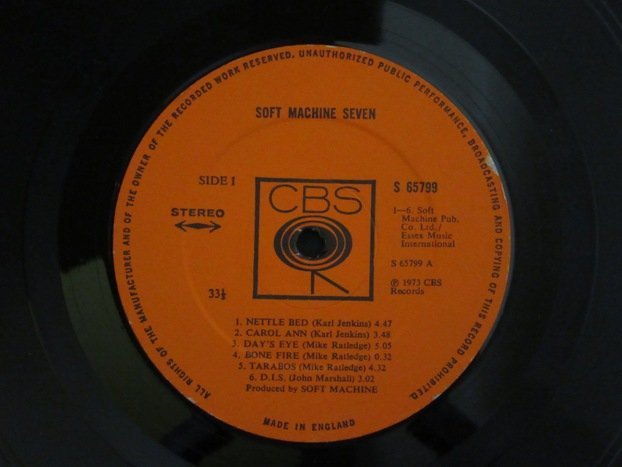 ALL RIGHTS OF THE MANUFACTURER AND OF THE OWNER OF THE RECORDED WORK RESERVED. UNAUTHORIZED PUBLIC PERFORMANCE, BROADCASTING AND COPYING OF THIS RECORD PROHIBITED.
SOFT MACHINE SEVEN
SIDE 1
STEREO
33⅓
CBS
S 65799
1—6. Soft
Machine Pub.
Co. Ltd./
Essex Music
International
S 65799 A
℗ 1973 CBS
Records
1. NETTLE BED (Karl Jenkins) 4.47
2. CAROL ANN (Karl Jenkins) 3.48
3. DAY'S EYE (Mike Ratledge) 5.05
4. BONE FIRE (Mike Ratledge) 0.32
5. TARABOS (Mike Ratledge) 4.32
6. D.I.S. (John Marshall) 3.02
Produced by SOFT MACHINE
MADE IN ENGLAND